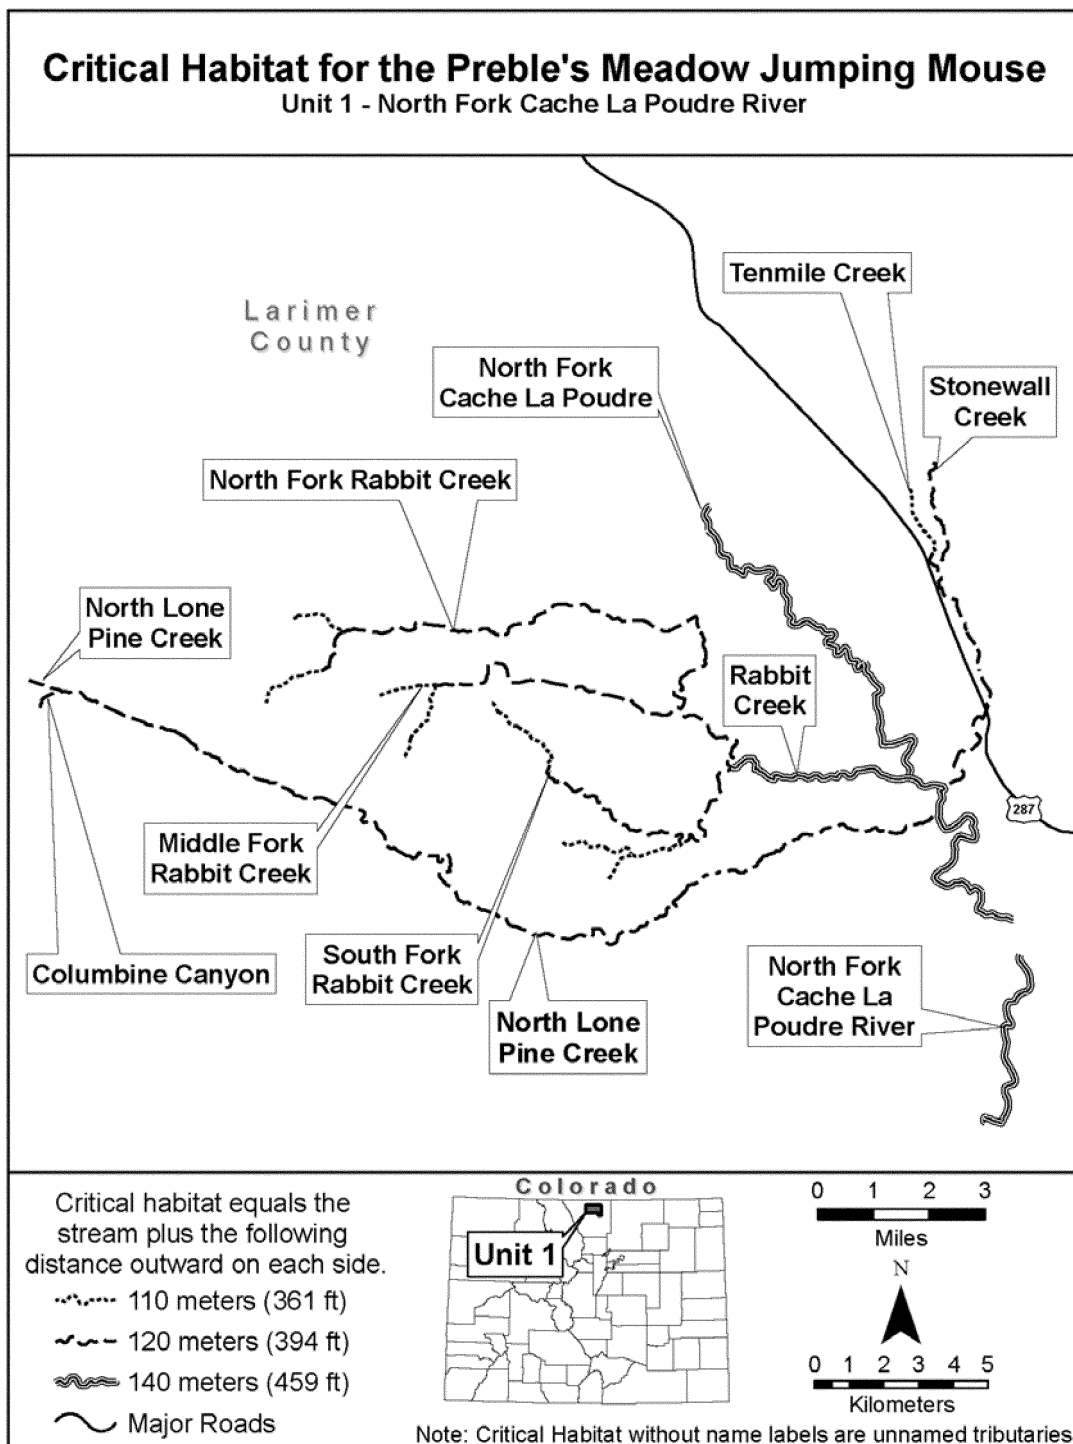 Critical Habitat for the Preble's Meadow Jumping Mouse
Unit 1 - North Fork Cache La Poudre River
Tenmile Creek
Larimer
County
North Fork
Cache La Poudre
Stonewall
Creek
North Fork Rabbit Creek
North Lone
Pine Creek
Rabbit
Creek
287
Middle Fork
Rabbit Creek
South Fork
Rabbit Creek
Columbine Canyon
North Fork
Cache La
Poudre River
North Lone
Pine Creek
Critical habitat equals the
stream plus the following
distance outward on each side.
110 meters (361 ft)
120 meters (394 ft)
140 meters (459 ft)
Major Roads
Colorado
Unit 1
0 1 2 3
Miles
N
0 1 2 3 4 5
Kilometers
Note: Critical Habitat without name labels are unnamed tributaries